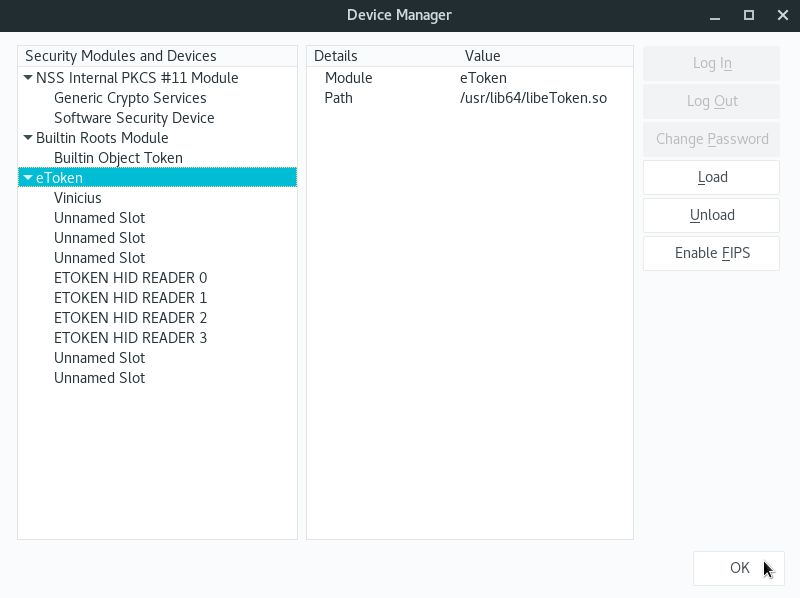 Device Manager
Security Modules and Devices
NSS Internal PKCS #11 Module
Generic Crypto Services
Software Security Device
Builtin Roots Module
Builtin Object Token
eToken
Vinicius
Unnamed Slot
Unnamed Slot
Unnamed Slot
ETOKEN HID READER 0
ETOKEN HID READER 1
ETOKEN HID READER 2
ETOKEN HID READER 3
Unnamed Slot
Unnamed Slot
Details Value
Module eToken
Path /usr/lib64/libeToken.so
Log In
Log Out
Change Password
Load
Unload
Enable FIPS
OK